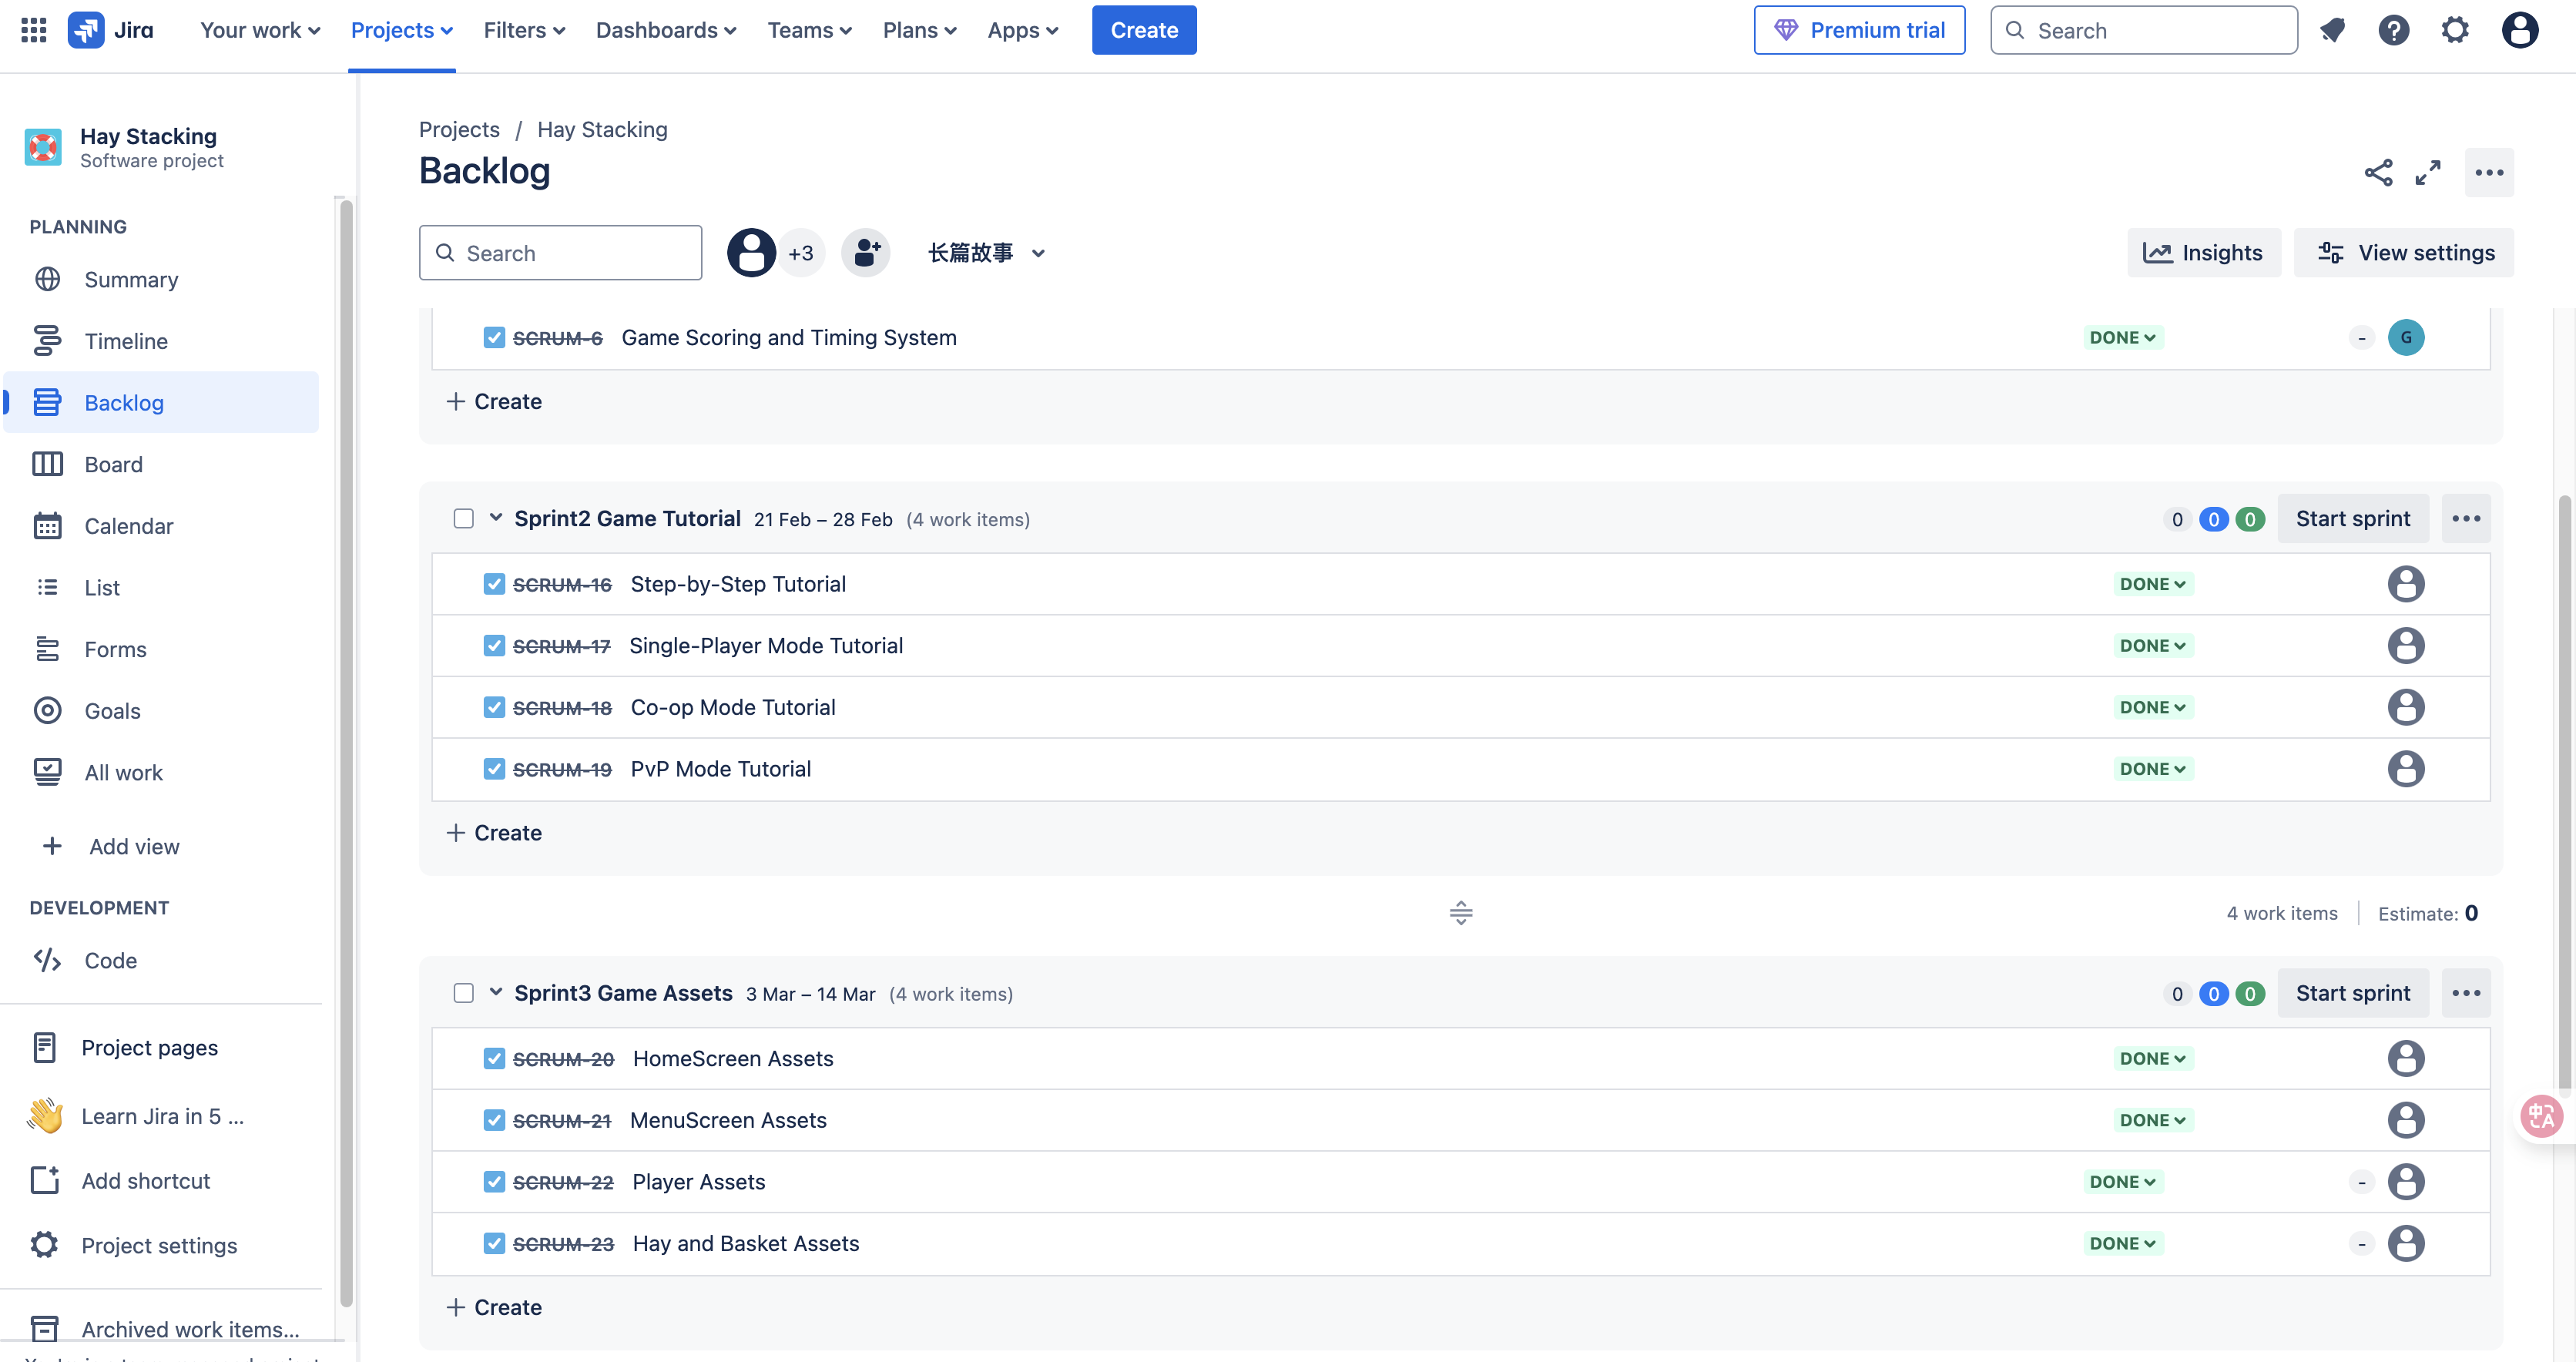 Jira
Your work
Projects
Filters
Dashboards
Teams
Plans
Apps
Create
Premium trial
Search
Hay Stacking
Software project
PLANNING
Summary
Timeline
Backlog
Board
Calendar
List
Forms
Goals
All work
Add view
DEVELOPMENT
Code
Project pages
Learn Jira in 5 ...
Add shortcut
Project settings
Archived work items...
Projects / Hay Stacking
Backlog
Search
+3
长篇故事
Insights
View settings
SCRUM-6 Game Scoring and Timing System DONE - G
+ Create
Sprint2 Game Tutorial 21 Feb – 28 Feb (4 work items) 0 0 0 Start sprint
SCRUM-16 Step-by-Step Tutorial DONE
SCRUM-17 Single-Player Mode Tutorial DONE
SCRUM-18 Co-op Mode Tutorial DONE
SCRUM-19 PvP Mode Tutorial DONE
+ Create
4 work items Estimate: 0
Sprint3 Game Assets 3 Mar – 14 Mar (4 work items) 0 0 0 Start sprint
SCRUM-20 HomeScreen Assets DONE
SCRUM-21 MenuScreen Assets DONE
SCRUM-22 Player Assets DONE -
SCRUM-23 Hay and Basket Assets DONE -
+ Create
中A